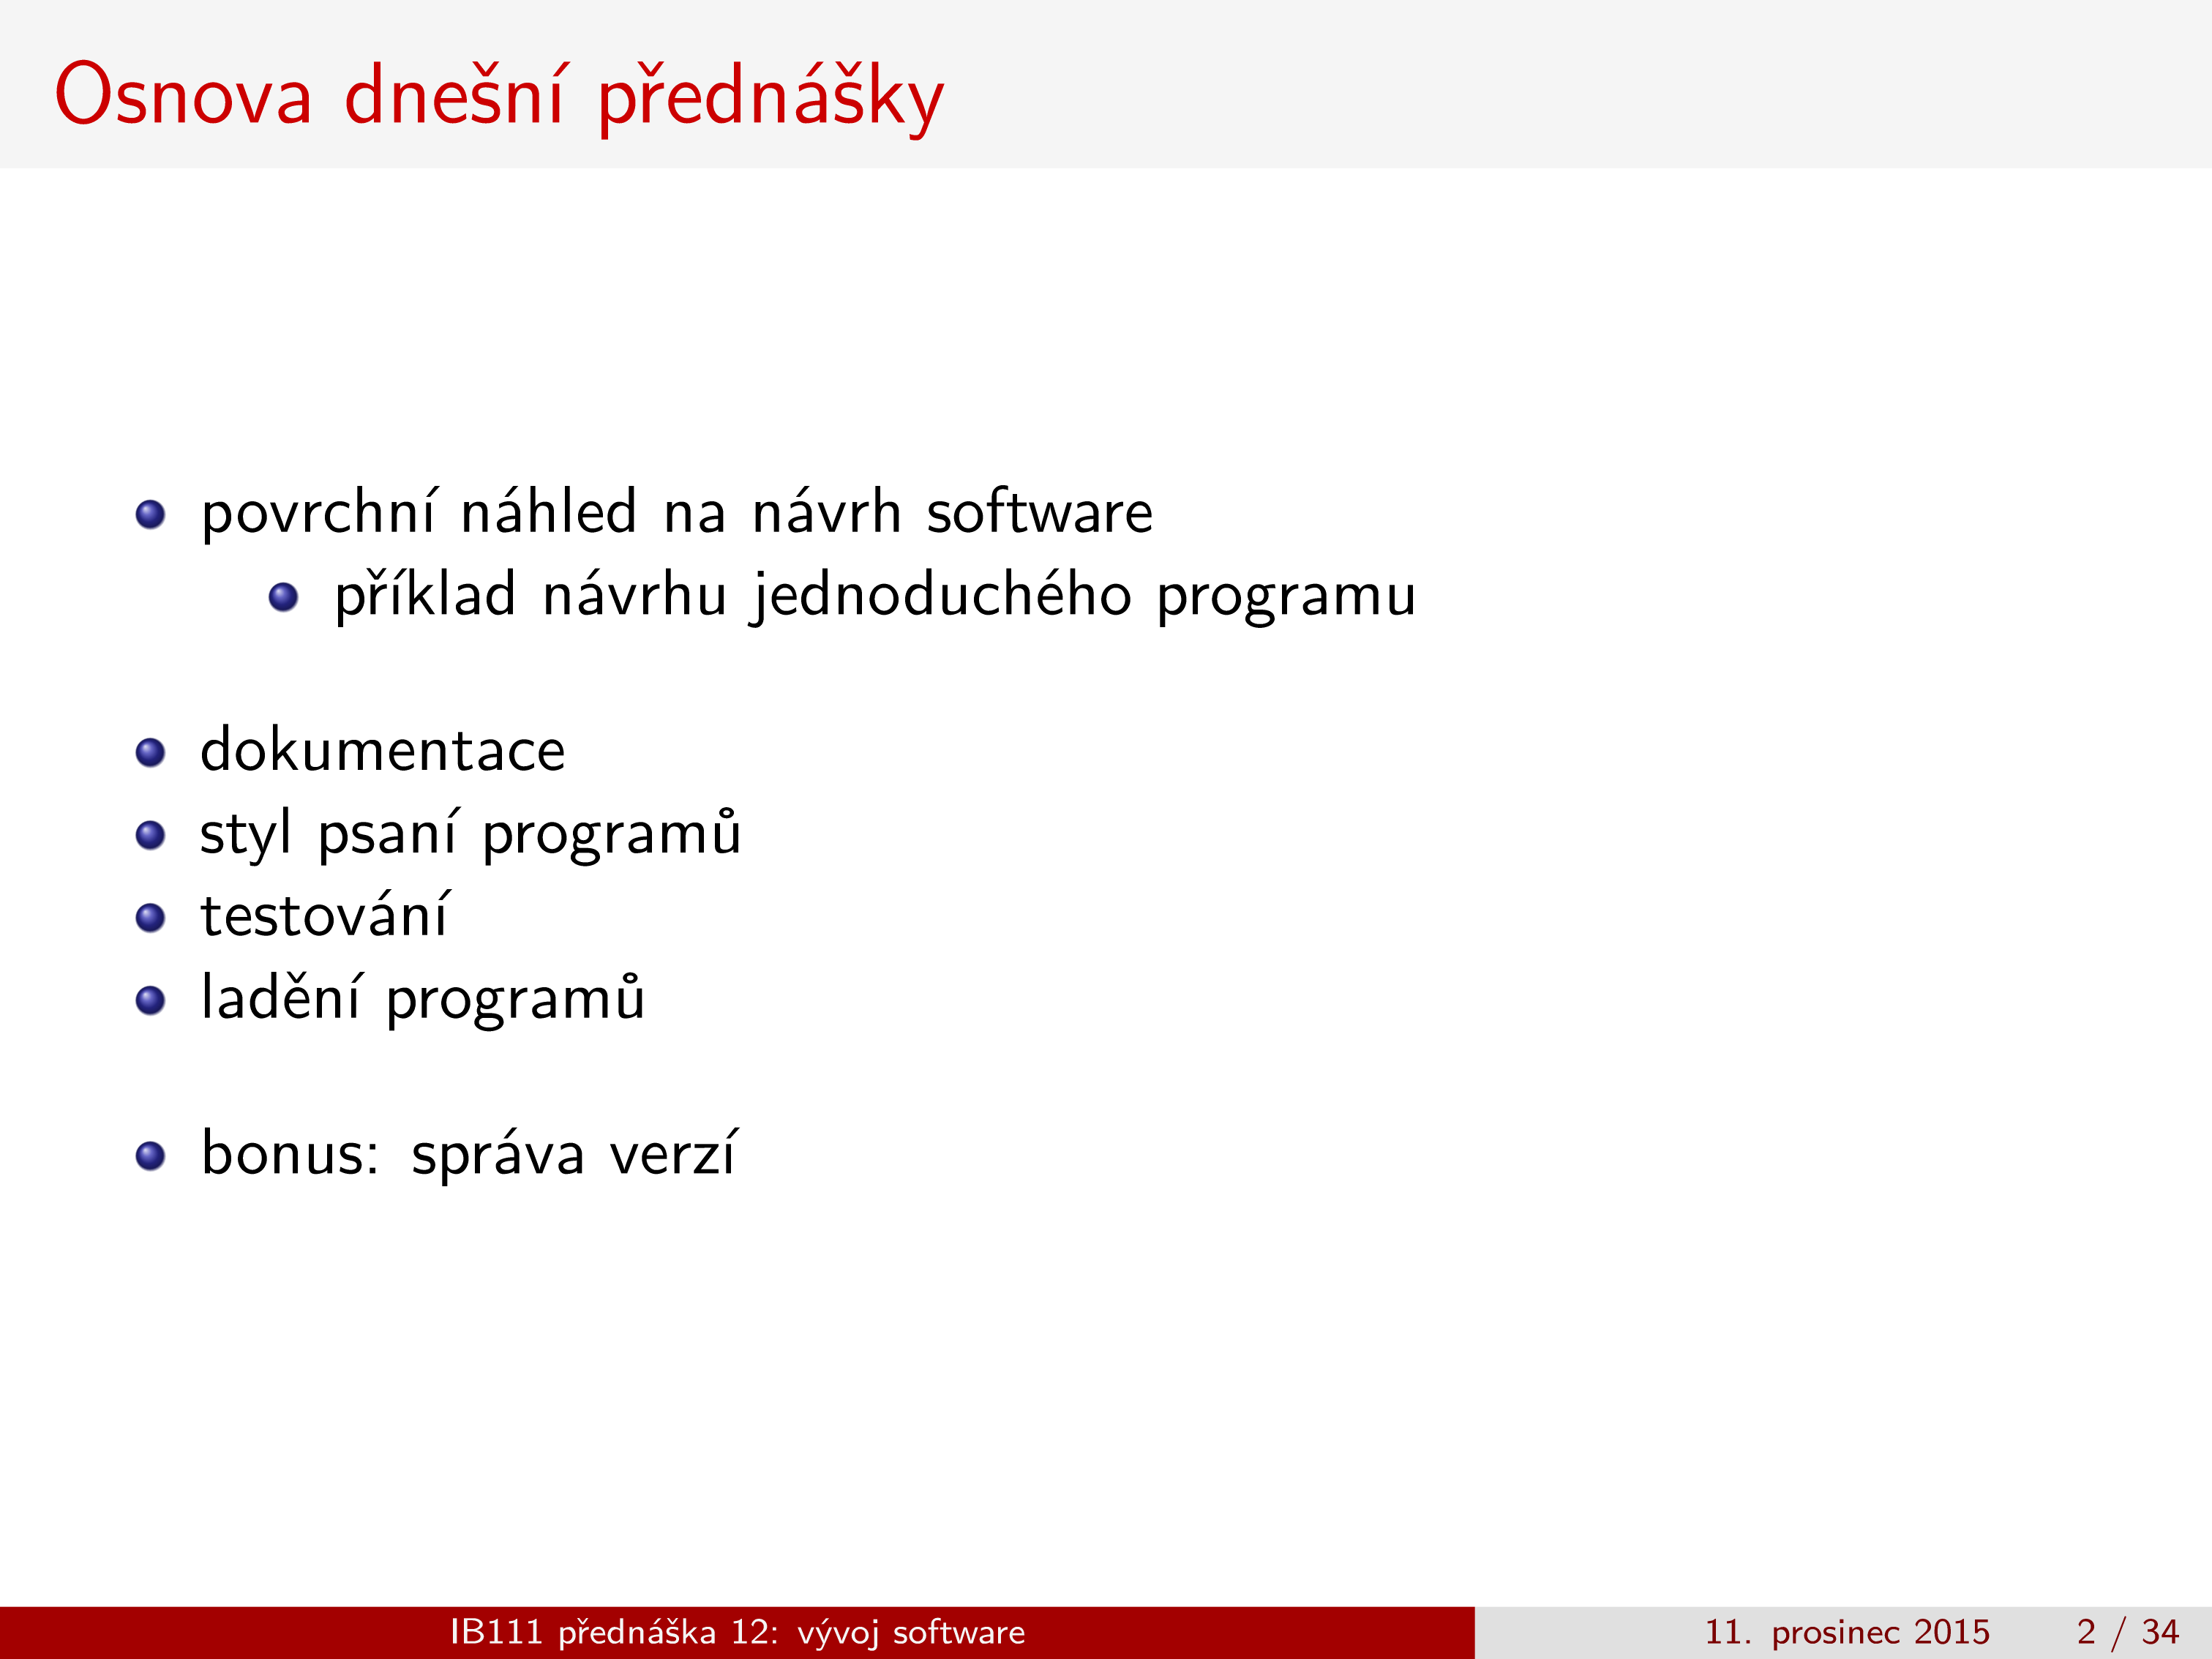 Osnova dnešní přednášky
povrchní náhled na návrh software
příklad návrhu jednoduchého programu
dokumentace
styl psaní programů
testování
ladění programů
bonus: správa verzí
IB111 přednáška 12: vývoj software
11. prosinec 2015
2 / 34